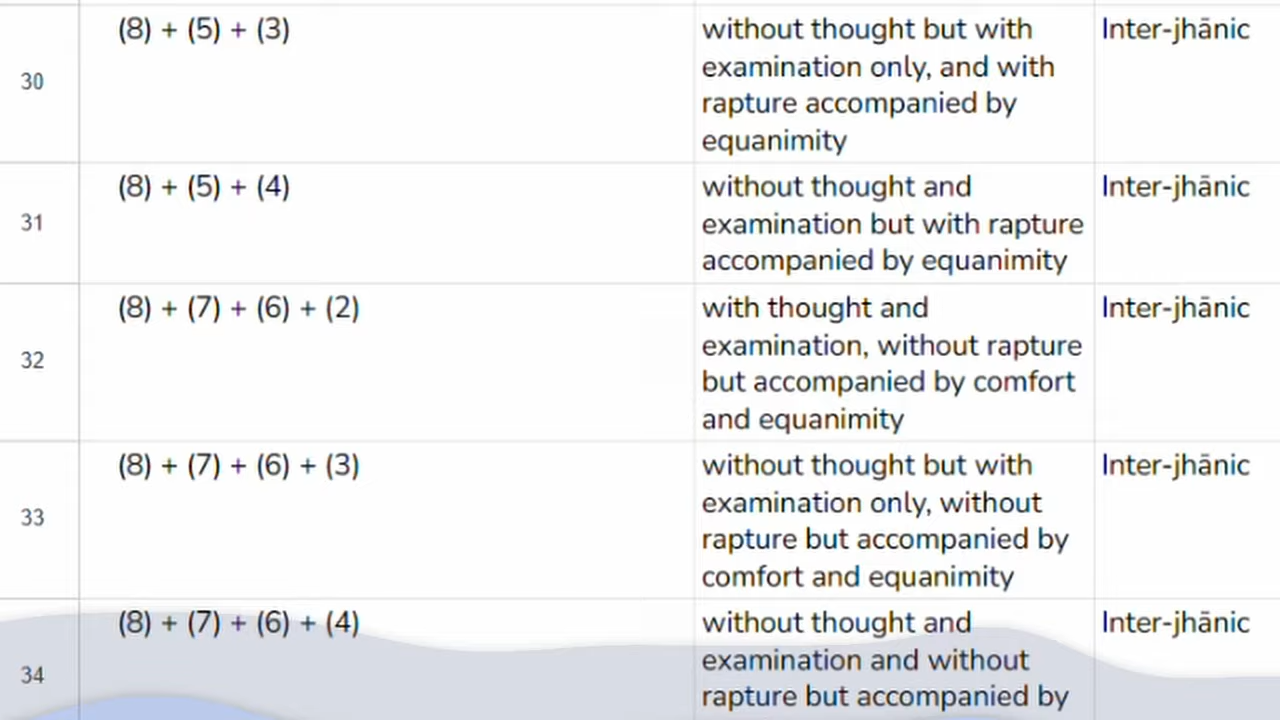 30
(8) + (5) + (3)
without thought but with
examination only, and with
rapture accompanied by
equanimity
Inter-jhānic
31
(8) + (5) + (4)
without thought and
examination but with rapture
accompanied by equanimity
Inter-jhānic
32
(8) + (7) + (6) + (2)
with thought and
examination, without rapture
but accompanied by comfort
and equanimity
Inter-jhānic
33
(8) + (7) + (6) + (3)
without thought but with
examination only, without
rapture but accompanied by
comfort and equanimity
Inter-jhānic
34
(8) + (7) + (6) + (4)
without thought and
examination and without
rapture but accompanied by
Inter-jhānic